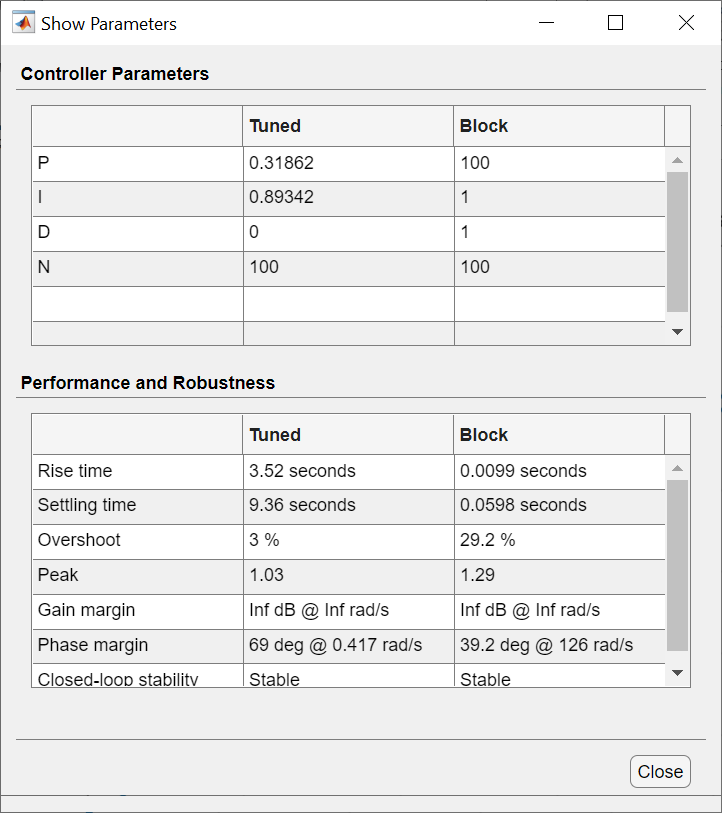 Show Parameters
Controller Parameters
Tuned Block
P 0.31862 100
I 0.89342 1
D 0 1
N 100 100
Performance and Robustness
Tuned Block
Rise time 3.52 seconds 0.0099 seconds
Settling time 9.36 seconds 0.0598 seconds
Overshoot 3 % 29.2 %
Peak 1.03 1.29
Gain margin Inf dB @ Inf rad/s Inf dB @ Inf rad/s
Phase margin 69 deg @ 0.417 rad/s 39.2 deg @ 126 rad/s
Closed-loop stability Stable Stable
Close